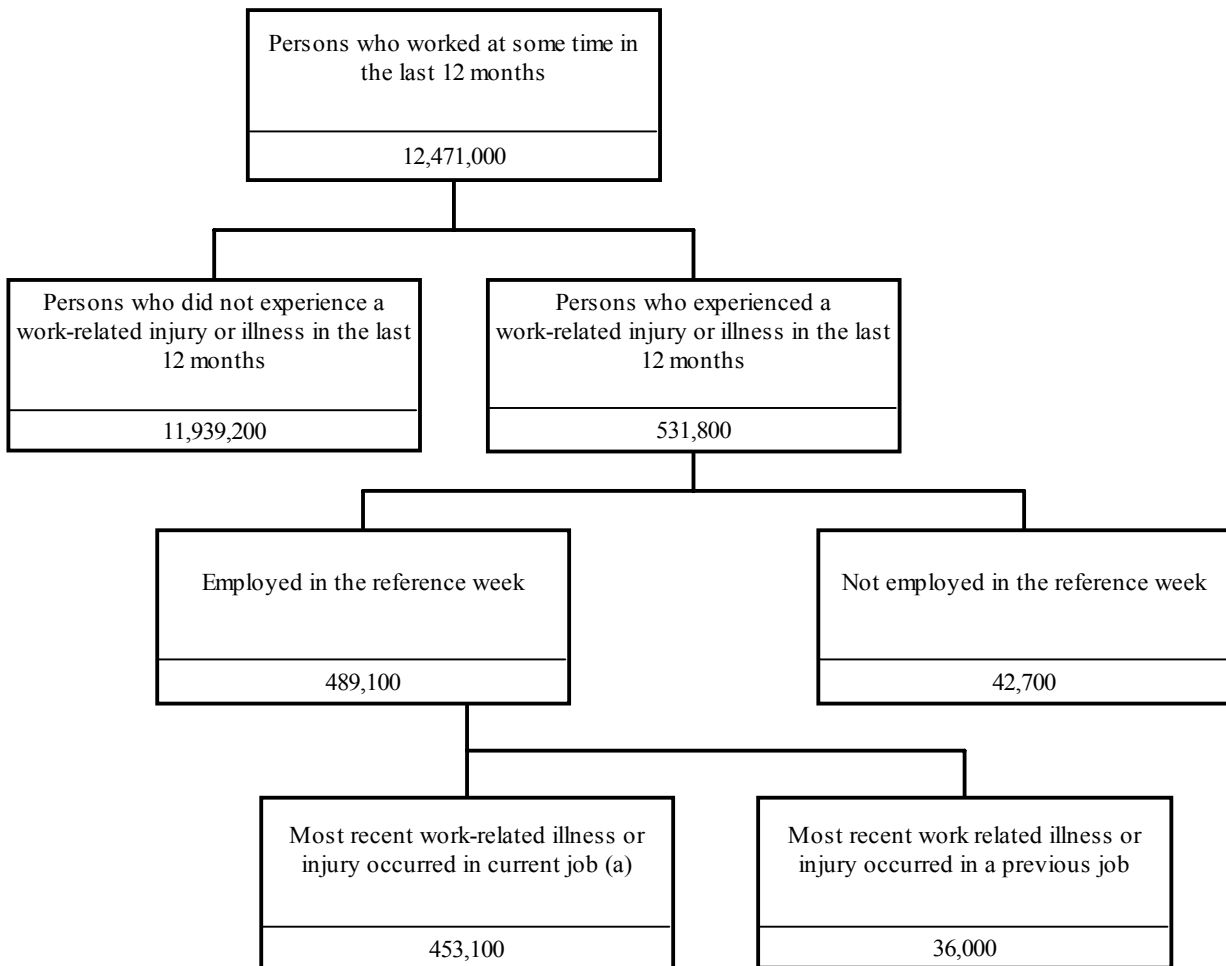 Persons who worked at some time in
the last 12 months
12,471,000
Persons who did not experience a
work-related injury or illness in the last
12 months
11,939,200
Persons who experienced a
work-related injury or illness in the last
12 months
531,800
Employed in the reference week
489,100
Not employed in the reference week
42,700
Most recent work-related illness or
injury occurred in current job (a)
453,100
Most recent work related illness or
injury occurred in a previous job
36,000